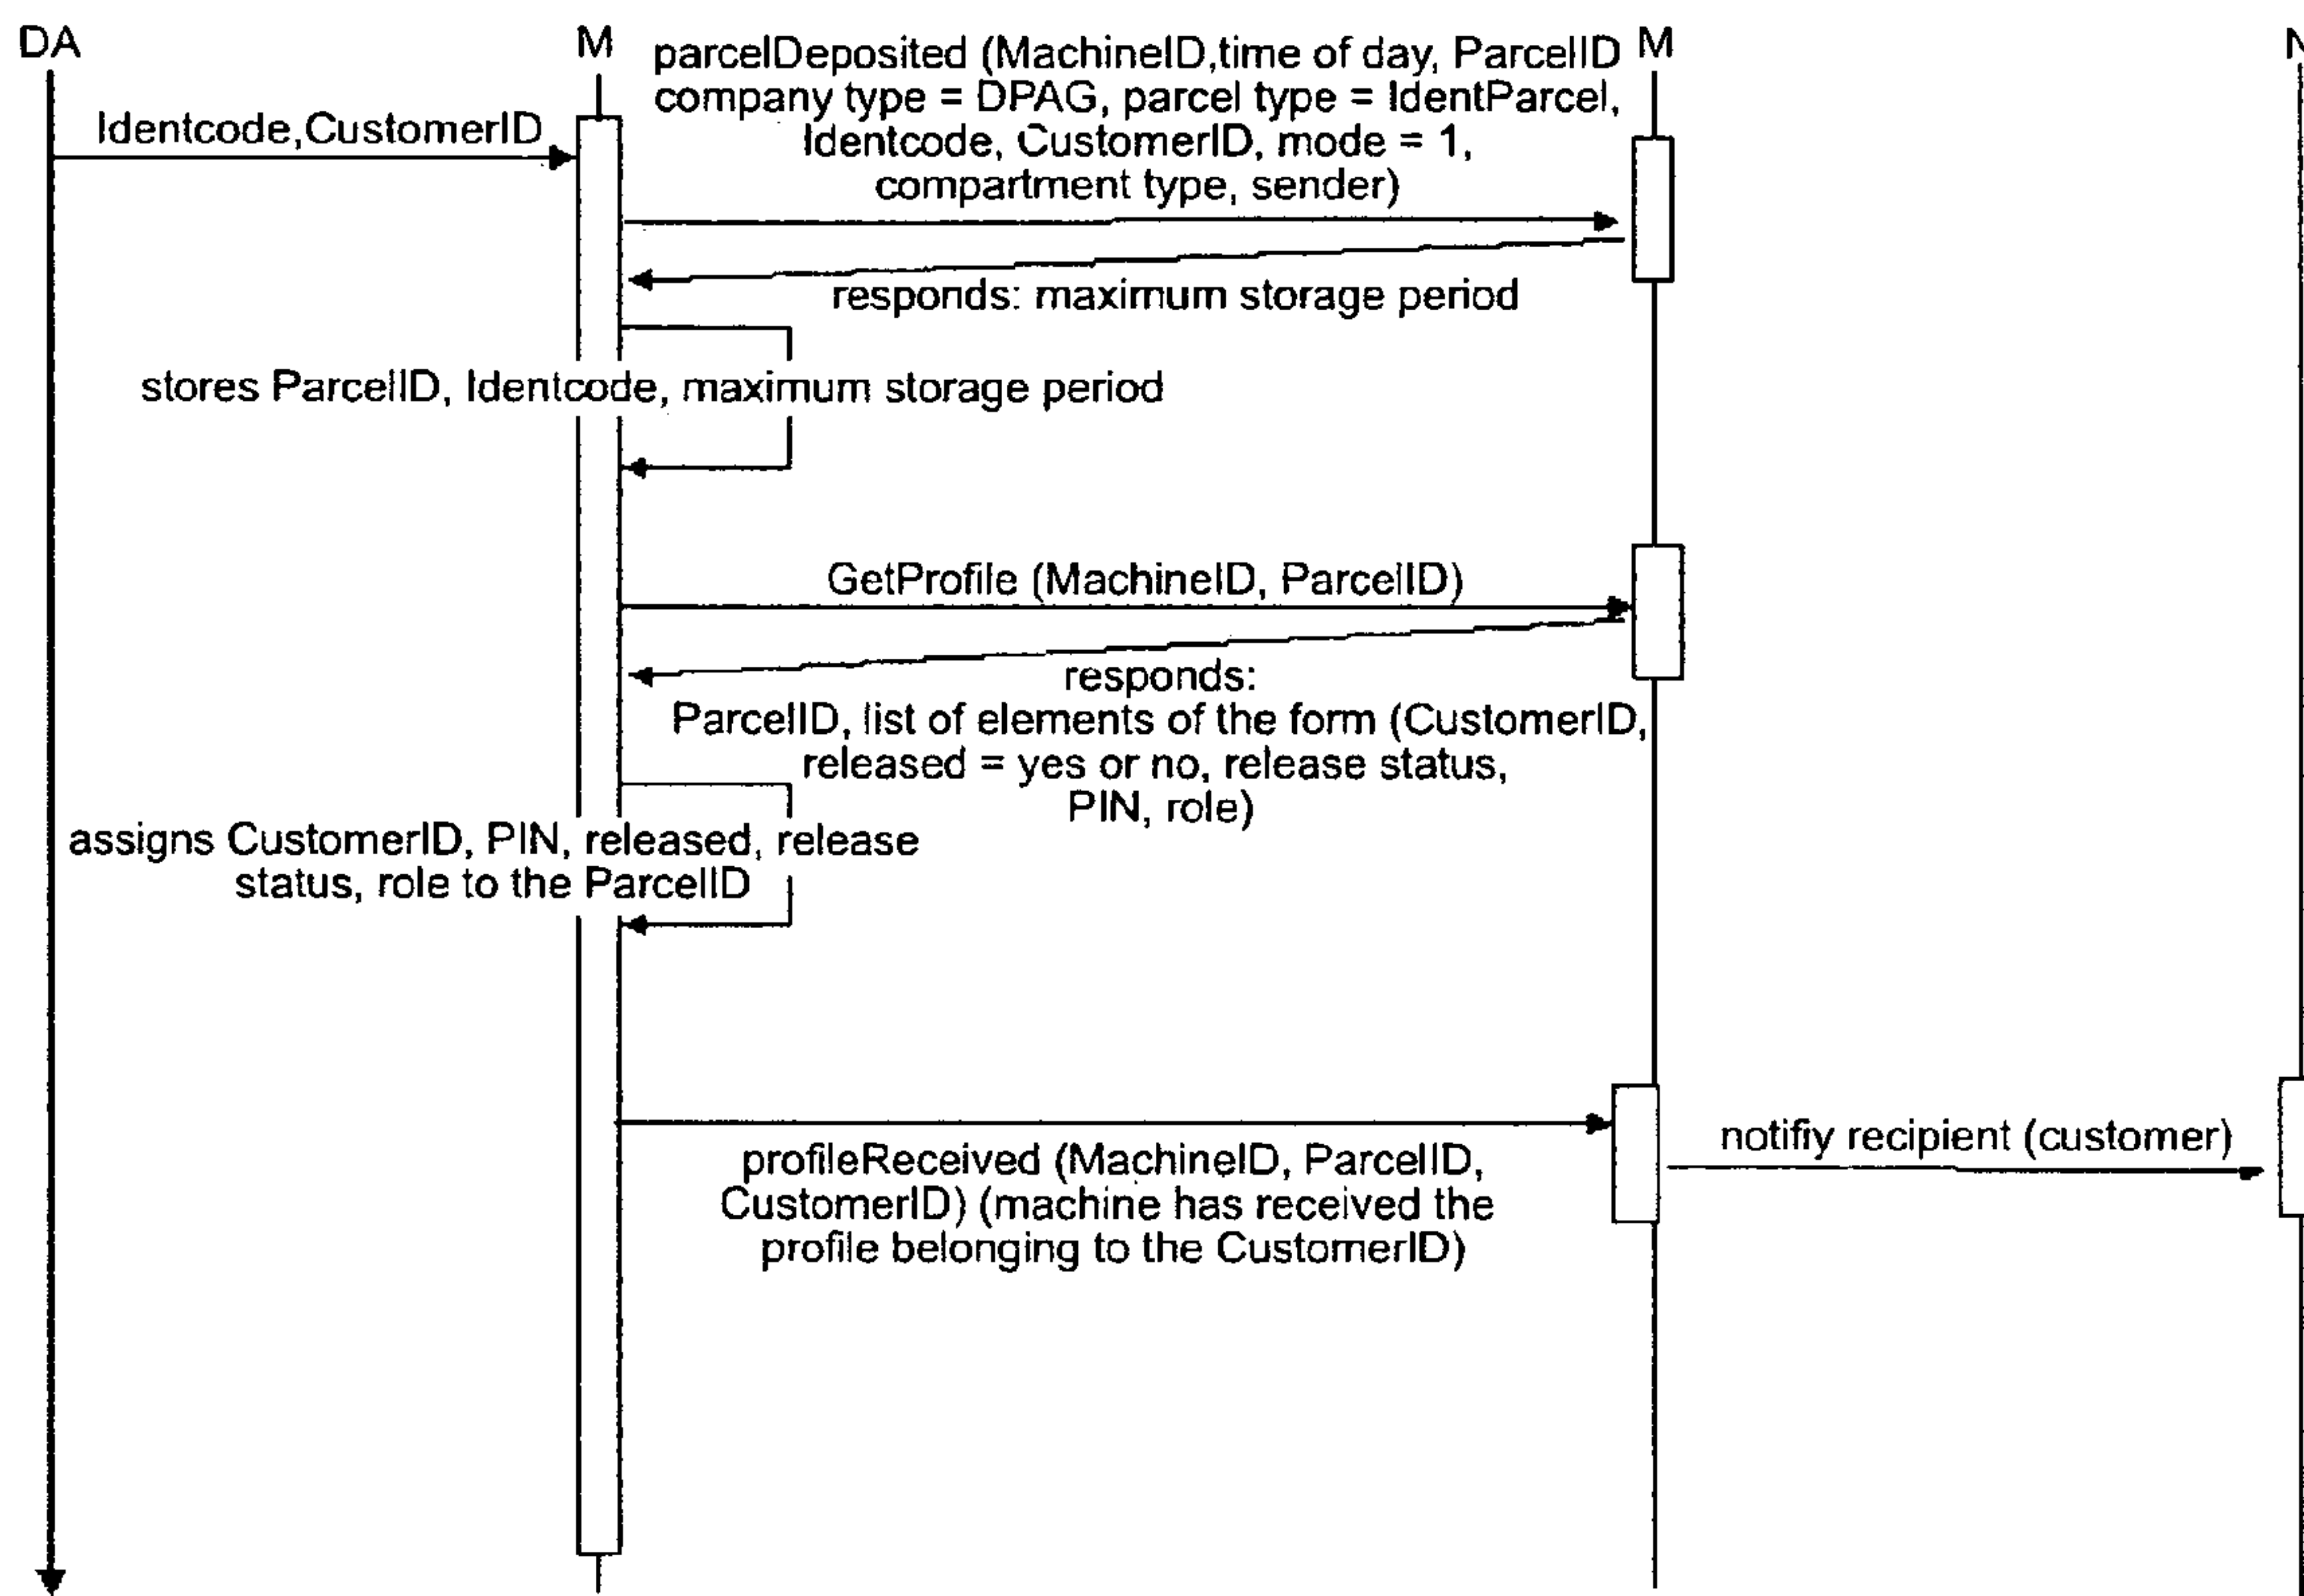 DA
M
parcelDeposited (MachineID,time of day, ParcelID
company type = DPAG, parcel type = IdentParcel,
Identcode, CustomerID, mode = 1,
compartment type, sender)
M
Identcode,CustomerID
responds: maximum storage period
stores ParcelID, Identcode, maximum storage period
GetProfile (MachineID, ParcelID)
responds:
ParcelID, list of elements of the form (CustomerID,
released = yes or no, release status,
PIN, role)
assigns CustomerID, PIN, released, release
status, role to the ParcelID
notifiy recipient (customer)
profileReceived (MachineID, ParcelID,
CustomerID) (machine has received the
profile belonging to the CustomerID)